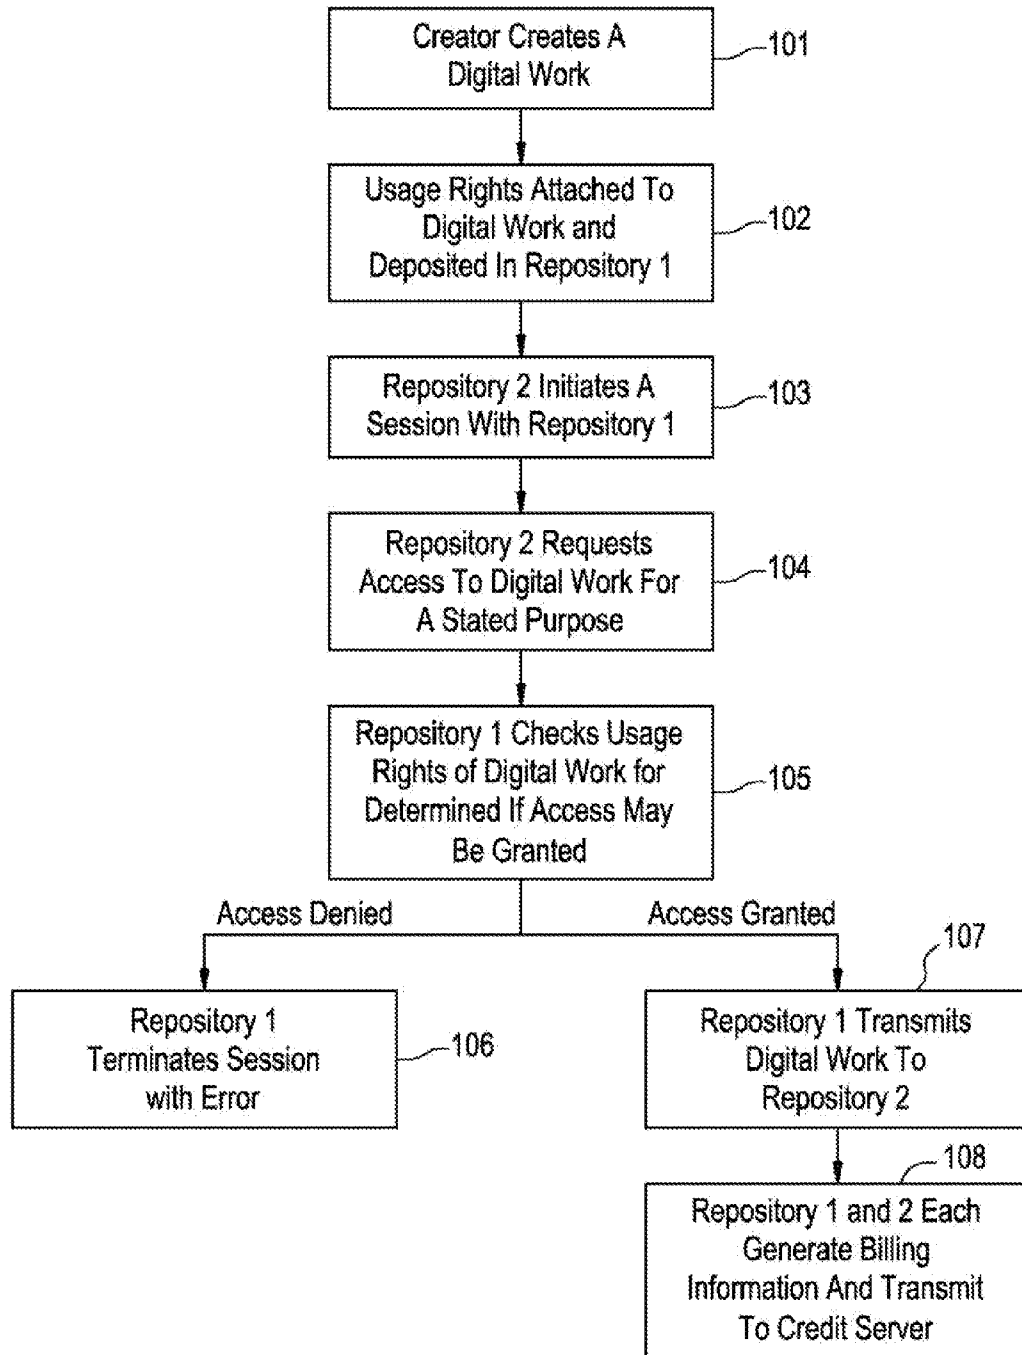 Creator Creates A
Digital Work
101
Usage Rights Attached To
Digital Work and
Deposited In Repository 1
102
Repository 2 Initiates A
Session With Repository 1
103
Repository 2 Requests
Access To Digital Work For
A Stated Purpose
104
Repository 1 Checks Usage
Rights of Digital Work for
Determined If Access May
Be Granted
105
Access Denied
Access Granted
Repository 1
Terminates Session
with Error
106
107
Repository 1 Transmits
Digital Work To
Repository 2
108
Repository 1 and 2 Each
Generate Billing
Information And Transmit
To Credit Server